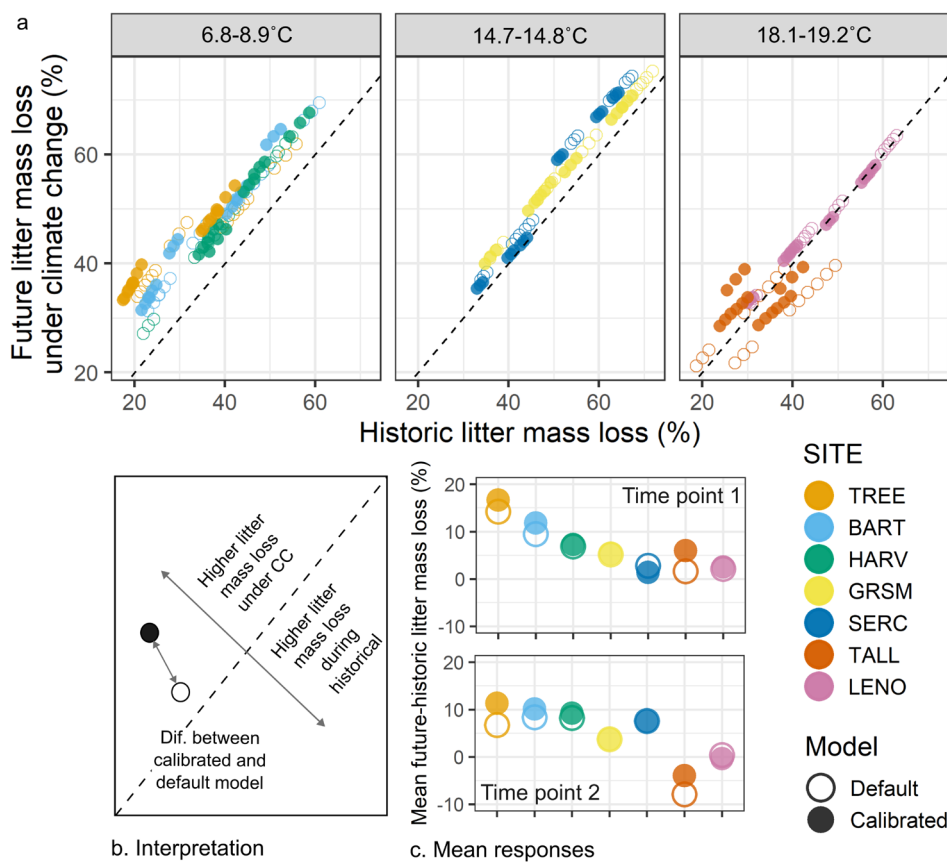 a
6.8-8.9˚C
14.7-14.8˚C
18.1-19.2˚C
Future litter mass loss
under climate change (%)
60
40
20
20
40
60
20
40
60
20
40
60
Historic litter mass loss (%)
Higher litter
mass loss
under CC
Higher litter
mass loss
during
historical
Dif. between
calibrated and
default model
b. Interpretation
Mean future-historic litter mass loss (%)
20
10
0
-10
Time point 1
20
10
0
-10
Time point 2
c. Mean responses
SITE
TREE
BART
HARV
GRSM
SERC
TALL
LENO
Model
Default
Calibrated